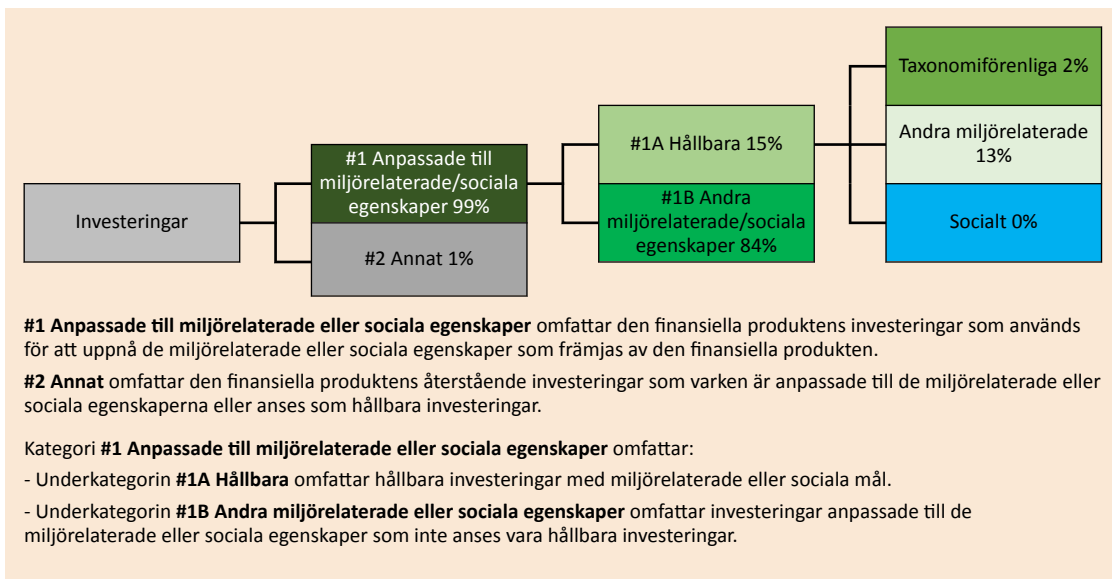 Investeringar
#1 Anpassade till
miljörelaterade/sociala
egenskaper 99%
#2 Annat 1%
#1A Hållbara 15%
#1B Andra
miljörelaterade/sociala
egenskaper 84%
Taxonomiförenliga 2%
Andra miljörelaterade
13%
Socialt 0%
#1 Anpassade till miljörelaterade eller sociala egenskaper omfattar den finansiella produktens investeringar som används
för att uppnå de miljörelaterade eller sociala egenskaper som främjas av den finansiella produkten.
#2 Annat omfattar den finansiella produktens återstående investeringar som varken är anpassade till de miljörelaterade eller
sociala egenskaperna eller anses som hållbara investeringar.
Kategori #1 Anpassade till miljörelaterade eller sociala egenskaper omfattar:
- Underkategorin #1A Hållbara omfattar hållbara investeringar med miljörelaterade eller sociala mål.
- Underkategorin #1B Andra miljörelaterade eller sociala egenskaper omfattar investeringar anpassade till de
miljörelaterade eller sociala egenskaper som inte anses vara hållbara investeringar.